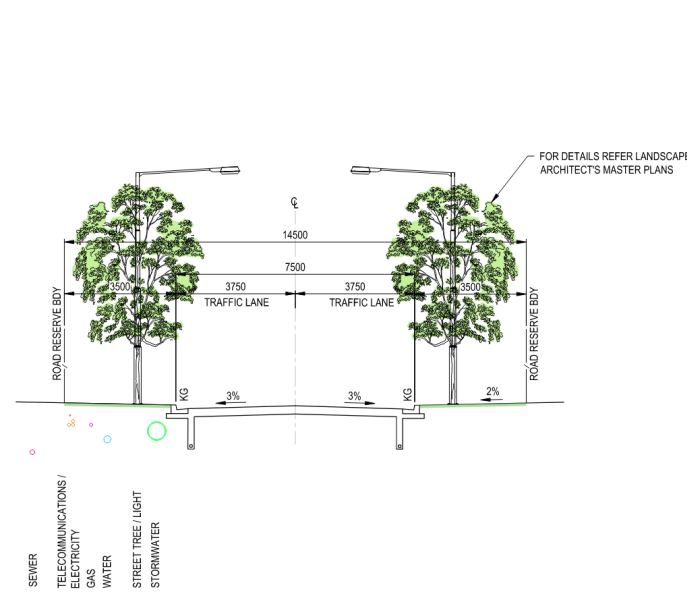 FOR DETAILS REFER LANDSCAPE
ARCHITECT'S MASTER PLANS
℄
14500
7500
3500
3750
3750
3500
TRAFFIC LANE
TRAFFIC LANE
ROAD RESERVE BDY
ROAD RESERVE BDY
KG
KG
3%
3%
2%
SEWER
TELECOMMUNICATIONS /
ELECTRICITY
GAS
WATER
STREET TREE / LIGHT
STORMWATER